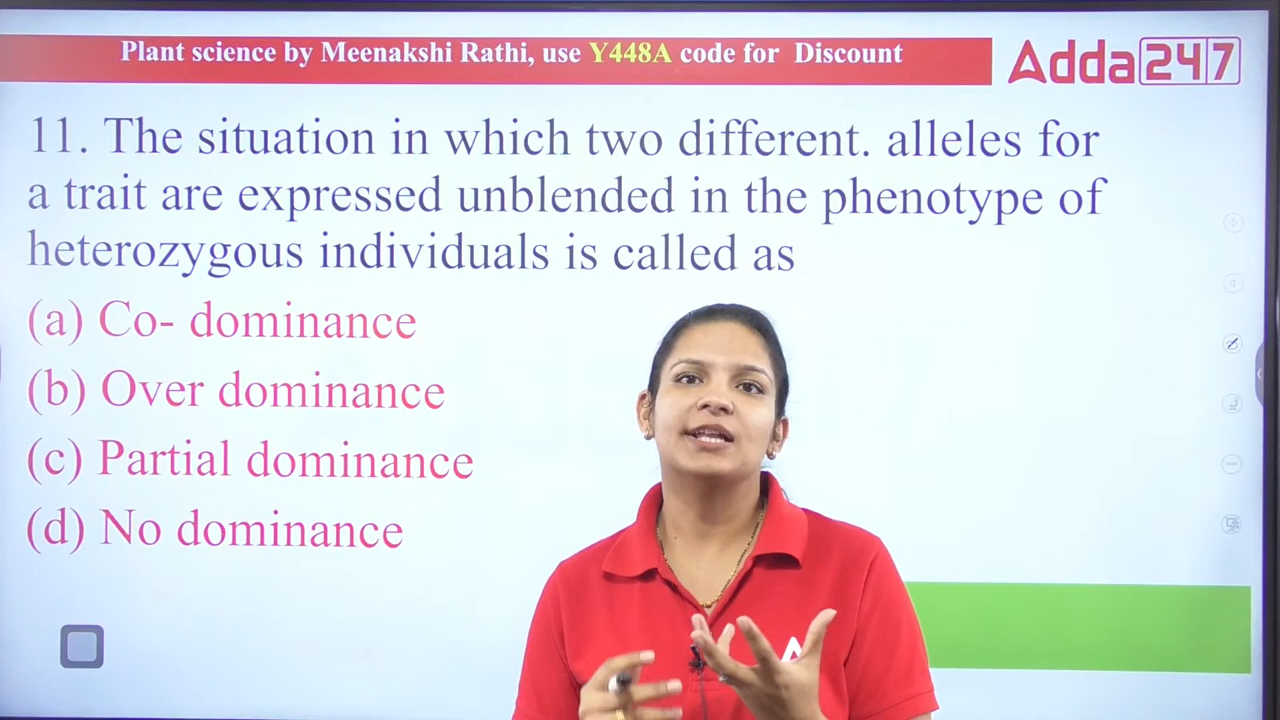 Plant science by Meenakshi Rathi, use Y448A code for Discount
Adda247
11. The situation in which two different. alleles for
a trait are expressed unblended in the phenotype of
heterozygous individuals is called as
(a) Co- dominance
(b) Over dominance
(c) Partial dominance
(d) No dominance